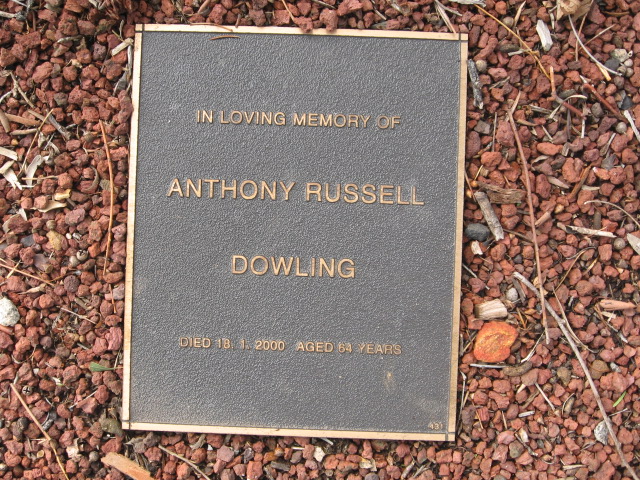 IN LOVING MEMORY OF
ANTHONY RUSSELL
DOWLING
DIED 18. 1. 2000 AGED 64 YEARS
431